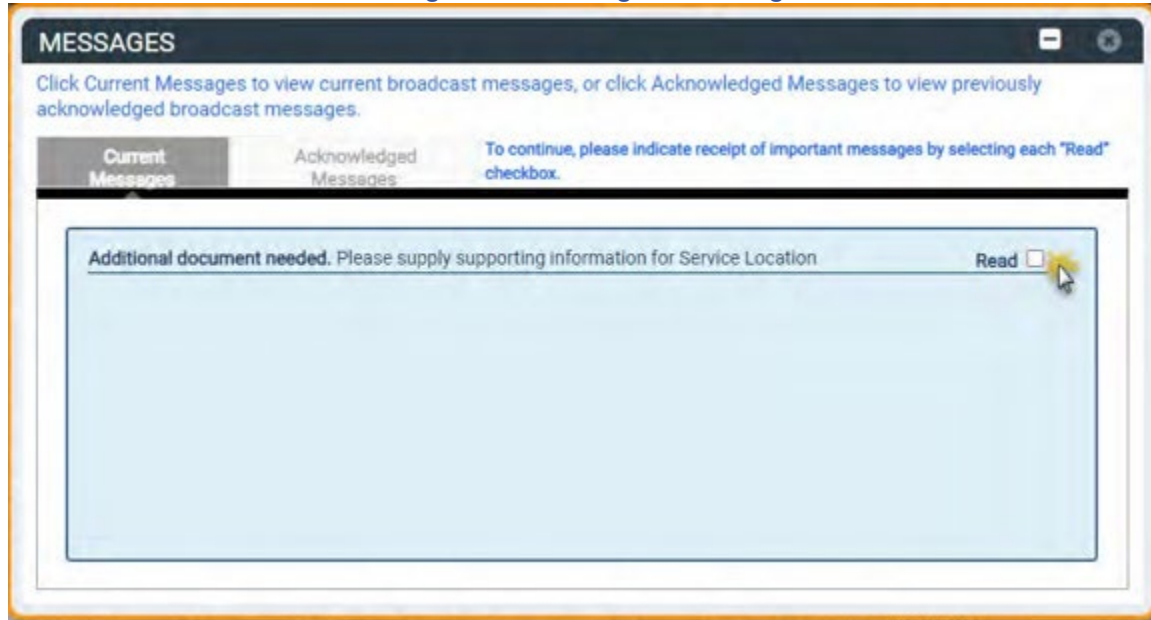 MESSAGES
Click Current Messages to view current broadcast messages, or click Acknowledged Messages to view previously
acknowledged broadcast messages.
Current
Messages
Acknowledged
Messages
To continue, please indicate receipt of important messages by selecting each "Read"
checkbox.
Additional document needed. Please supply supporting information for Service Location
Read